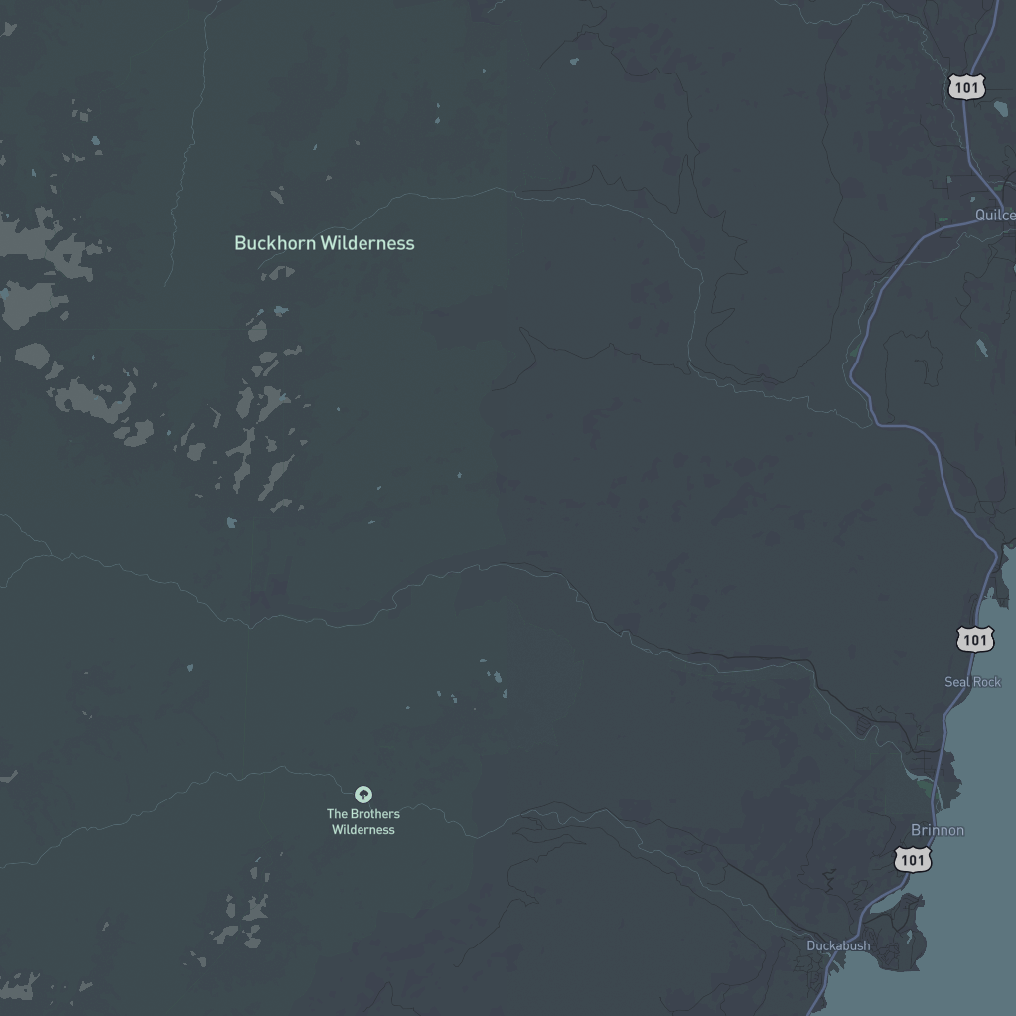 101
Quilce
Buckhorn Wilderness
101
Seal Rock
The Brothers
Wilderness
Brinnon
101
Duckabush